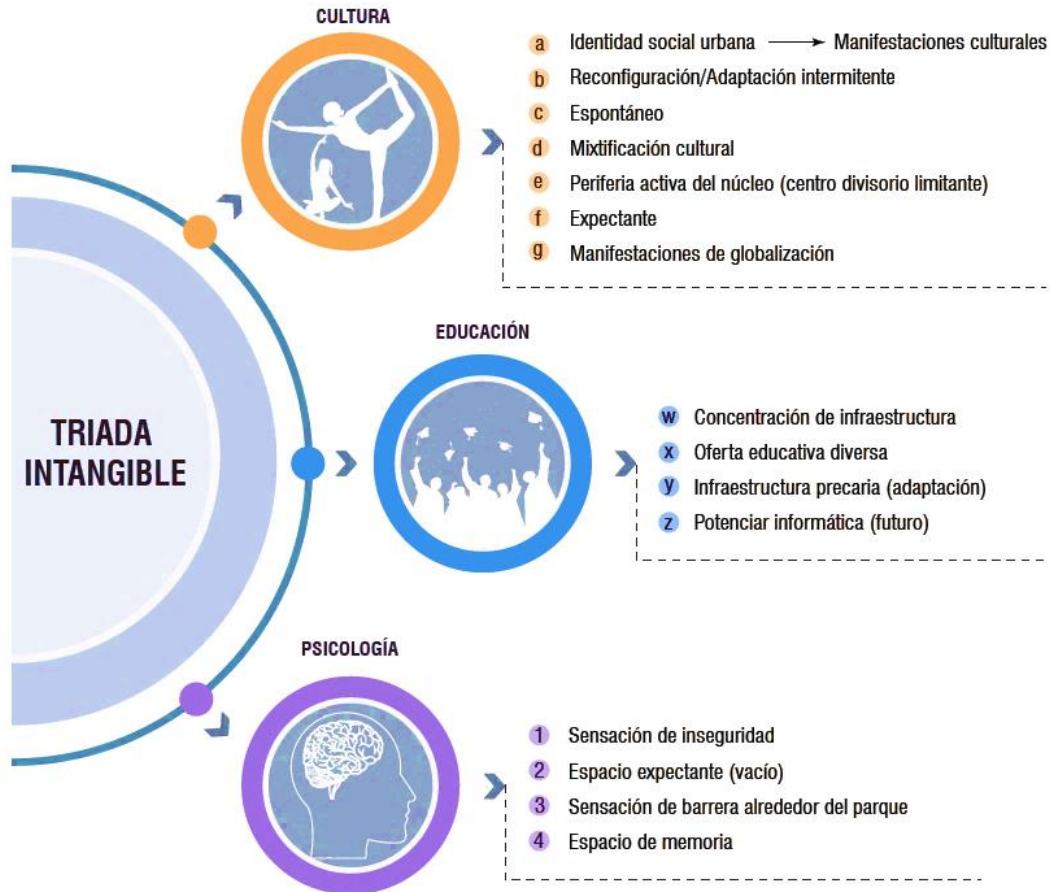 CULTURA
a Identidad social urbana → Manifestaciones culturales
b Reconfiguración/Adaptación intermitente
c Espontáneo
d Mixtificación cultural
e Periferia activa del núcleo (centro divisorio limitante)
f Expectante
g Manifestaciones de globalización
TRIADA
INTANGIBLE
EDUCACIÓN
w Concentración de infraestructura
x Oferta educativa diversa
y Infraestructura precaria (adaptación)
z Potenciar informática (futuro)
PSICOLOGÍA
1 Sensación de inseguridad
2 Espacio expectante (vacío)
3 Sensación de barrera alrededor del parque
4 Espacio de memoria